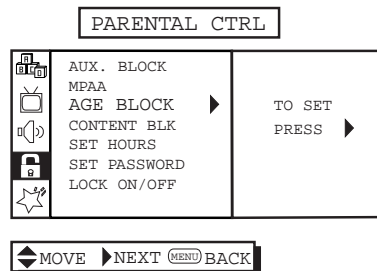 PARENTAL CTRL
AUX. BLOCK
MPAA
AGE BLOCK
CONTENT BLK
SET HOURS
SET PASSWORD
LOCK ON/OFF
TO SET
PRESS
MOVE NEXT MENU BACK